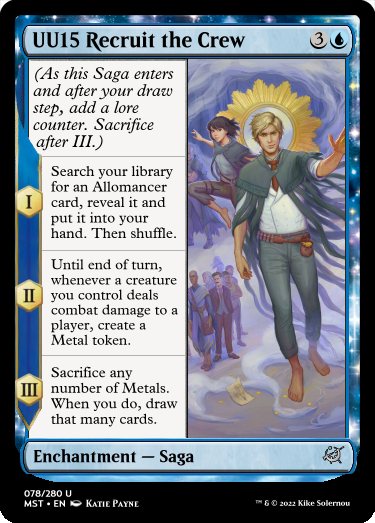 UU15 Recruit the Crew 3
(As this Saga enters
and after your draw
step, add a lore
counter. Sacrifice
after III.)
I
Search your library
for an Allomancer
card, reveal it and
put it into your
hand. Then shuffle.
II
Until end of turn,
whenever a creature
you control deals
combat damage to a
player, create a
Metal token.
III
Sacrifice any
number of Metals.
When you do, draw
that many cards.
Enchantment — Saga
078/280 U
MST • EN Katie Payne
™ & © 2022 Kike Solernou